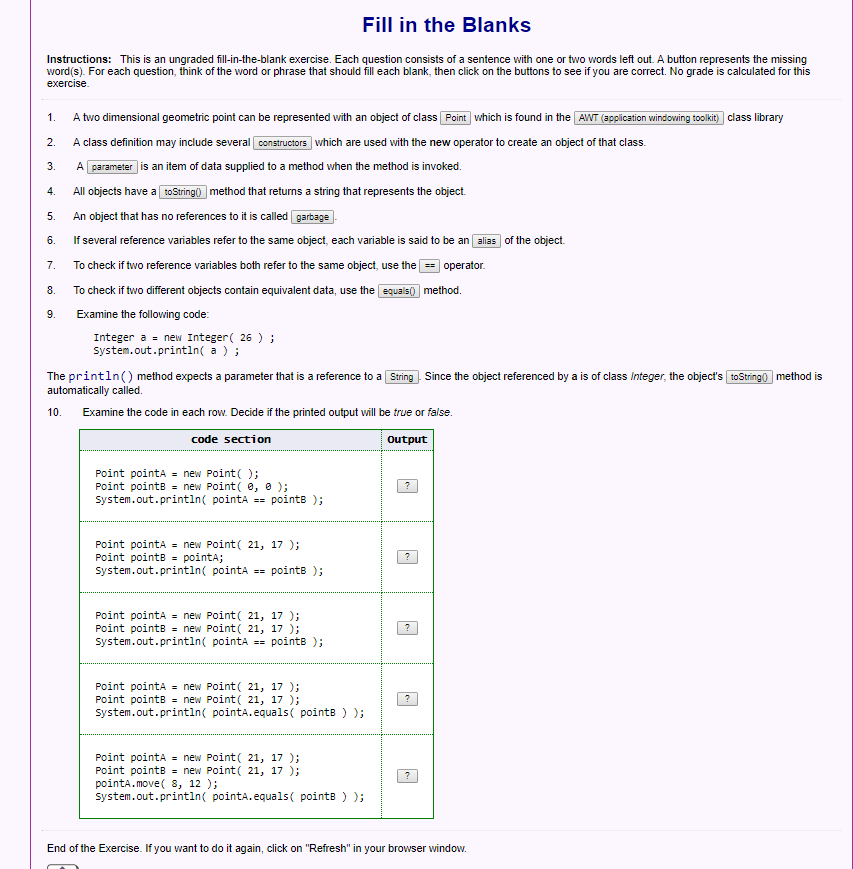 Fill in the Blanks
Instructions: This is an ungraded fill-in-the-blank exercise. Each question consists of a sentence with one or two words left out. A button represents the missing
word(s). For each question, think of the word or phrase that should fill each blank, then click on the buttons to see if you are correct. No grade is calculated for this
exercise.
1. A two dimensional geometric point can be represented with an object of class Point which is found in the AWT (application windowing toolkit) class library
2. A class definition may include several constructors which are used with the new operator to create an object of that class.
3. A parameter is an item of data supplied to a method when the method is invoked.
4. All objects have a toString() method that returns a string that represents the object.
5. An object that has no references to it is called garbage.
6. If several reference variables refer to the same object, each variable is said to be an alias of the object.
7. To check if two reference variables both refer to the same object, use the == operator.
8. To check if two different objects contain equivalent data, use the equals() method.
9. Examine the following code:
Integer a = new Integer( 26 ) ;
System.out.println( a ) ;
The println() method expects a parameter that is a reference to a String. Since the object referenced by a is of class Integer, the object's toString() method is
automatically called.
10. Examine the code in each row. Decide if the printed output will be true or false.
code section Output
Point pointA = new Point( );
Point pointB = new Point( 0, 0 );
System.out.println( pointA == pointB );
?
Point pointA = new Point( 21, 17 );
Point pointB = pointA;
System.out.println( pointA == pointB );
?
Point pointA = new Point( 21, 17 );
Point pointB = new Point( 21, 17 );
System.out.println( pointA == pointB );
?
Point pointA = new Point( 21, 17 );
Point pointB = new Point( 21, 17 );
System.out.println( pointA.equals( pointB ) );
?
Point pointA = new Point( 21, 17 );
Point pointB = new Point( 21, 17 );
pointA.move( 8, 12 );
System.out.println( pointA.equals( pointB ) );
?
End of the Exercise. If you want to do it again, click on "Refresh" in your browser window.